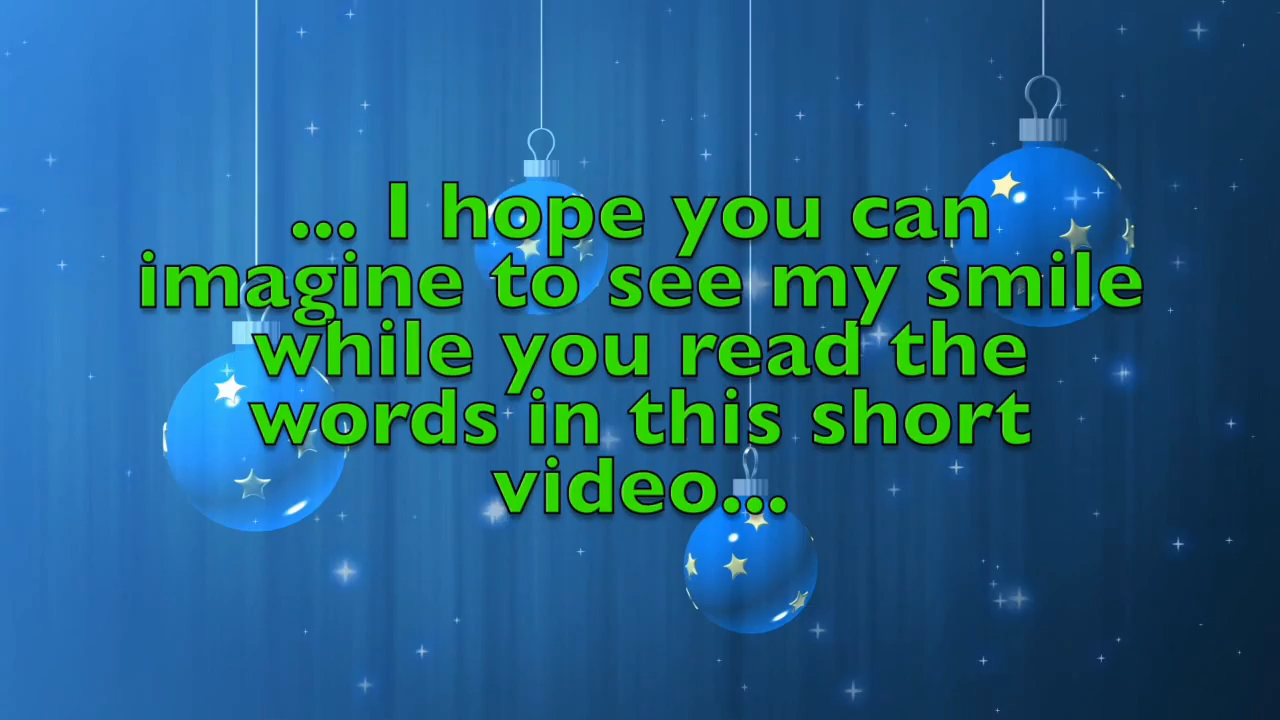 ... I hope you can
imagine to see my smile
while you read the
words in this short
video...